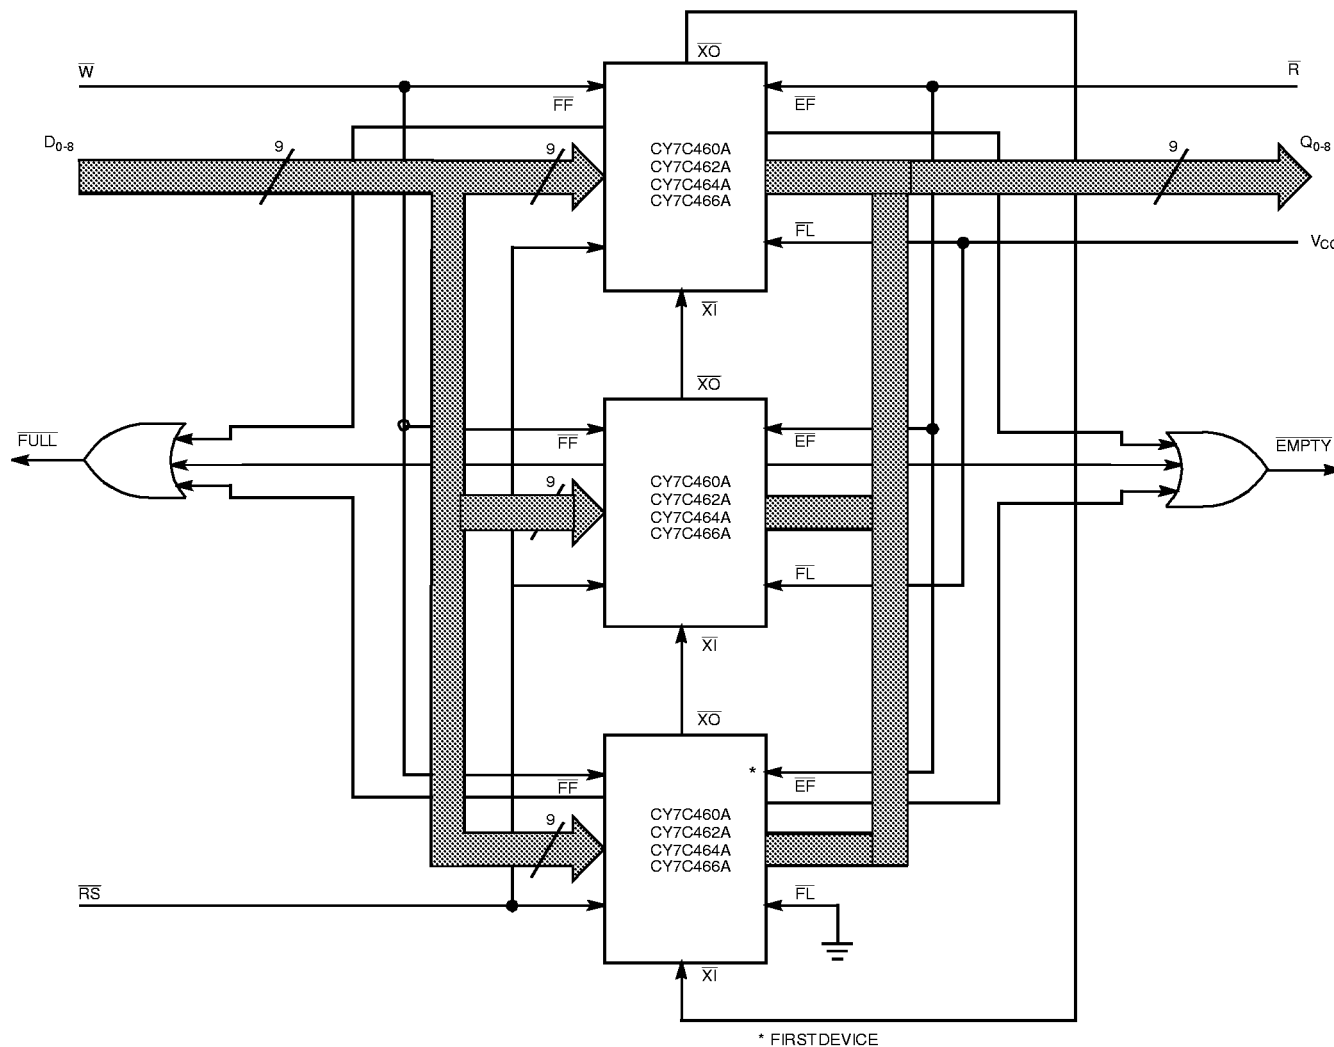 XO
W
R
FF
EF
D0-8
9
9
9
Q0-8
CY7C460A
CY7C462A
CY7C464A
CY7C466A
FL
VCC
XI
XO
FULL
FF
EF
EMPTY
9
CY7C460A
CY7C462A
CY7C464A
CY7C466A
FL
XI
XO
*
FF
EF
9
CY7C460A
CY7C462A
CY7C464A
CY7C466A
RS
FL
XI
* FIRSTDEVICE